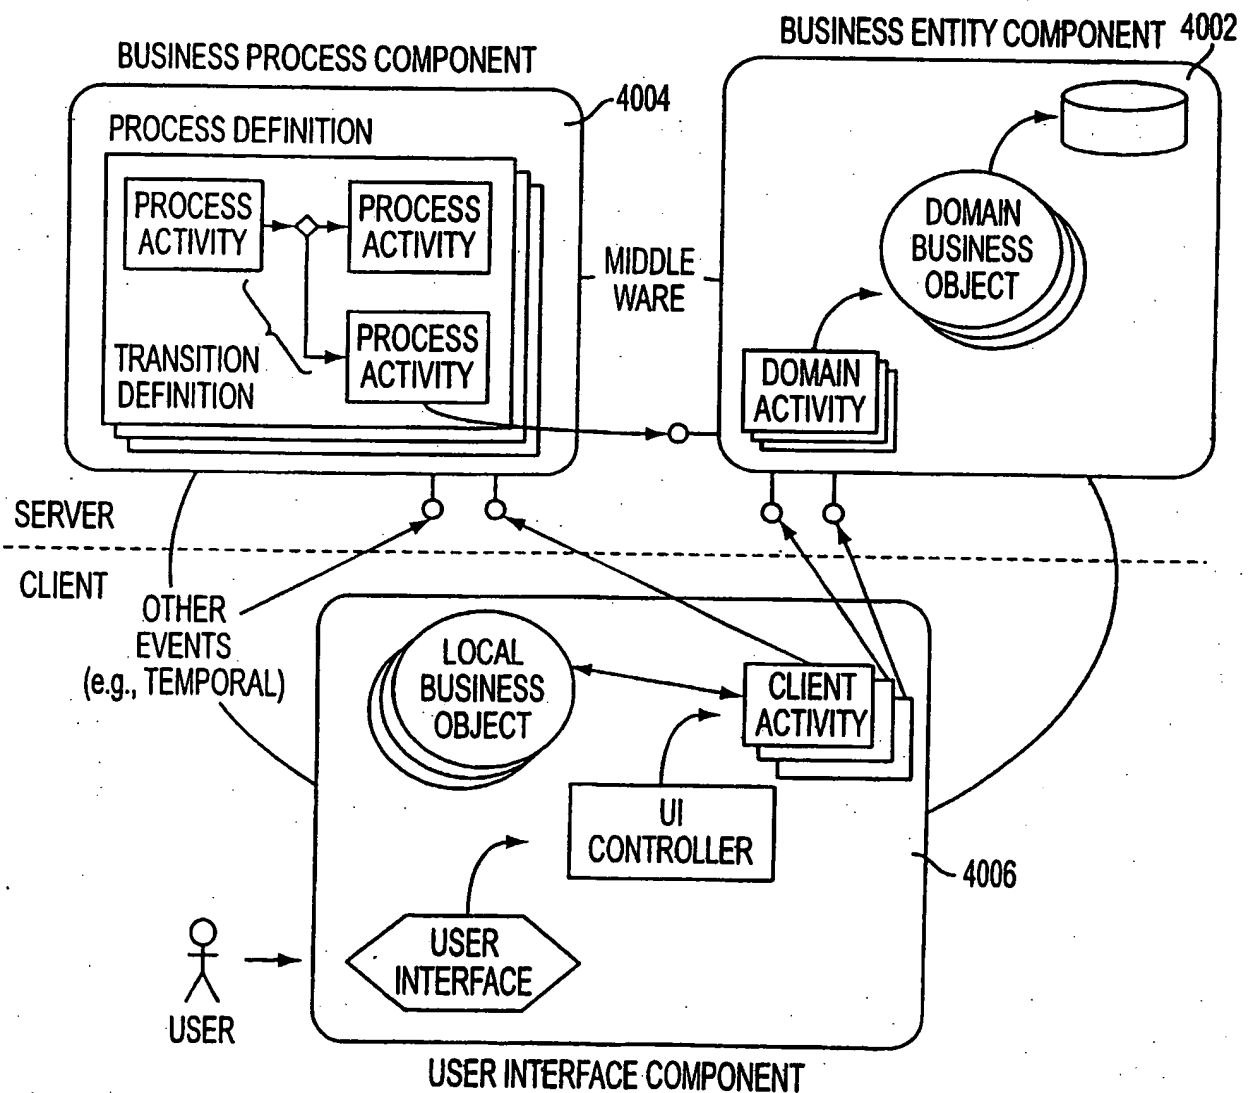 BUSINESS PROCESS COMPONENT
BUSINESS ENTITY COMPONENT
4002
4004
PROCESS DEFINITION
PROCESS
ACTIVITY
PROCESS
ACTIVITY
PROCESS
ACTIVITY
TRANSITION
DEFINITION
MIDDLE
WARE
DOMAIN
BUSINESS
OBJECT
DOMAIN
ACTIVITY
SERVER
CLIENT
OTHER
EVENTS
(e.g., TEMPORAL)
LOCAL
BUSINESS
OBJECT
CLIENT
ACTIVITY
UI
CONTROLLER
4006
USER
INTERFACE
USER
USER INTERFACE COMPONENT